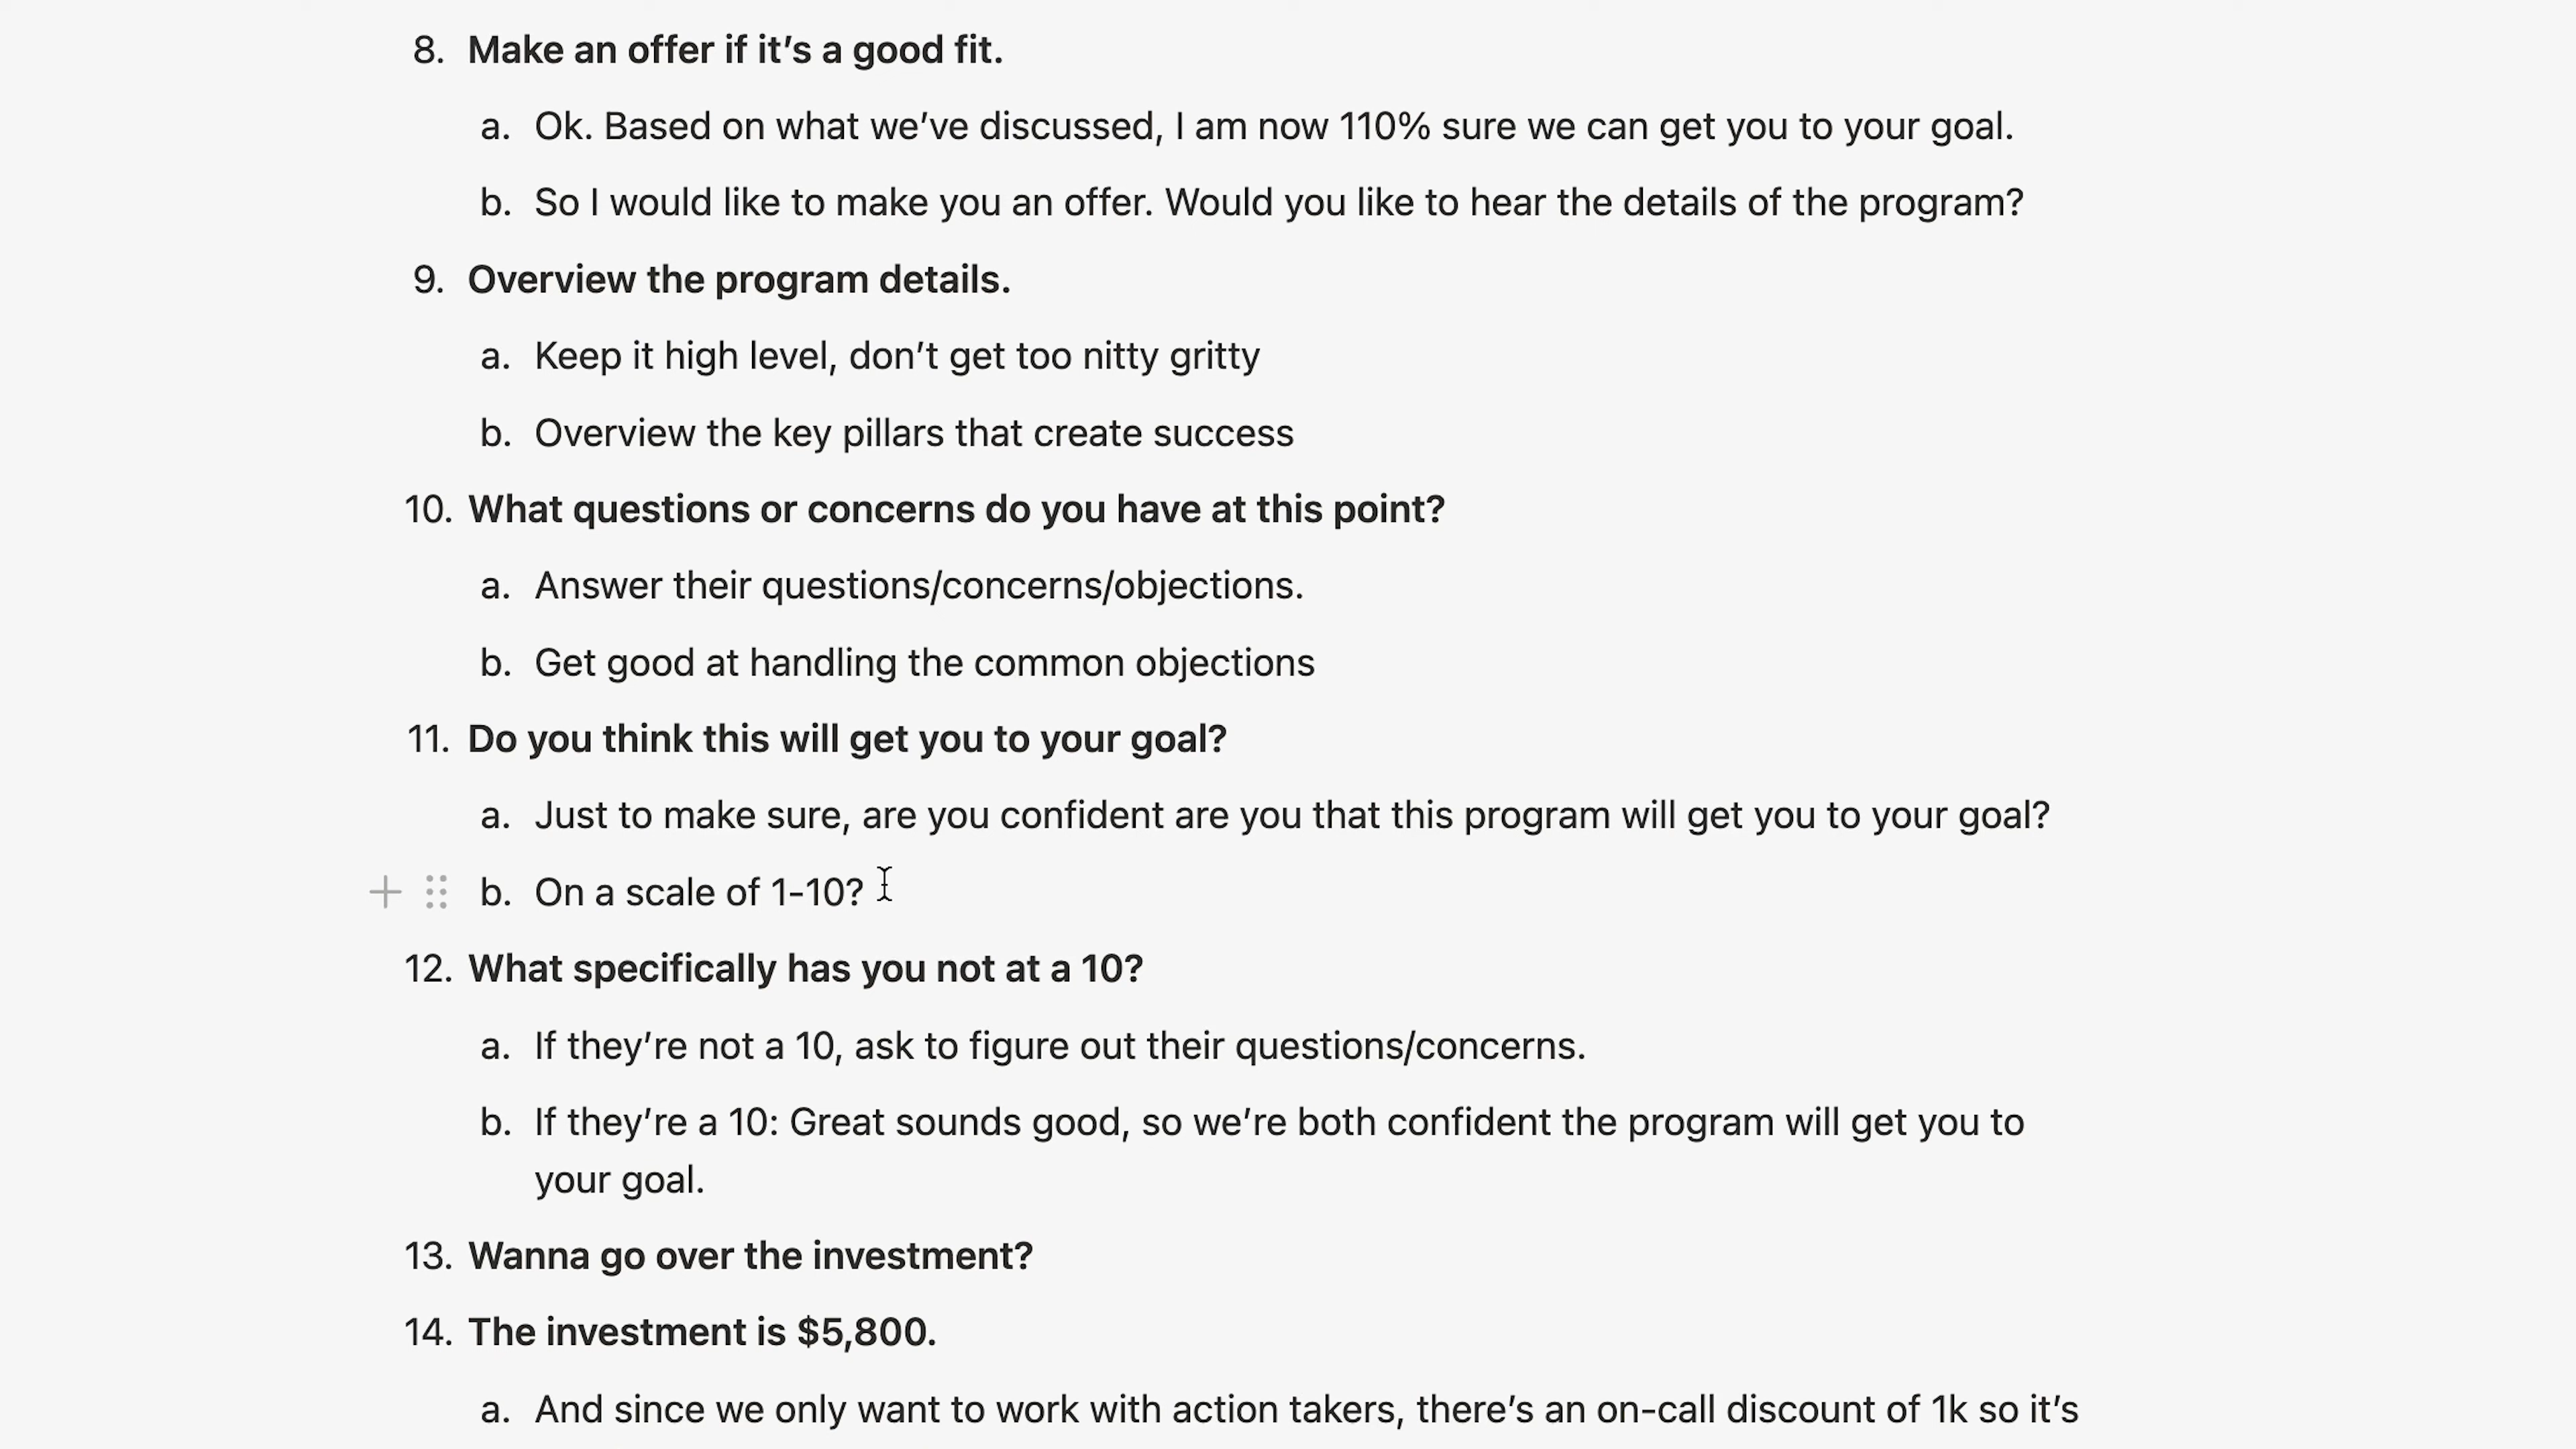 8. Make an offer if it’s a good fit.
a. Ok. Based on what we’ve discussed, I am now 110% sure we can get you to your goal.
b. So I would like to make you an offer. Would you like to hear the details of the program?
9. Overview the program details.
a. Keep it high level, don’t get too nitty gritty
b. Overview the key pillars that create success
10. What questions or concerns do you have at this point?
a. Answer their questions/concerns/objections.
b. Get good at handling the common objections
11. Do you think this will get you to your goal?
a. Just to make sure, are you confident are you that this program will get you to your goal?
b. On a scale of 1-10?
12. What specifically has you not at a 10?
a. If they’re not a 10, ask to figure out their questions/concerns.
b. If they’re a 10: Great sounds good, so we’re both confident the program will get you to
your goal.
13. Wanna go over the investment?
14. The investment is $5,800.
a. And since we only want to work with action takers, there’s an on-call discount of 1k so it’s